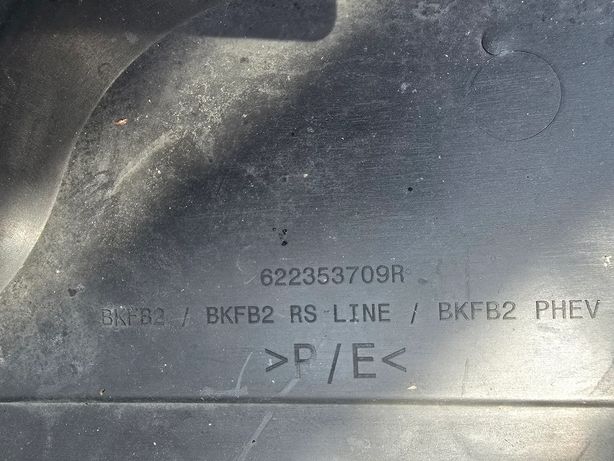 622353709R
BKFB2 / BKFB2 RS-LINE / BKFB2 PHEV
>P/E<